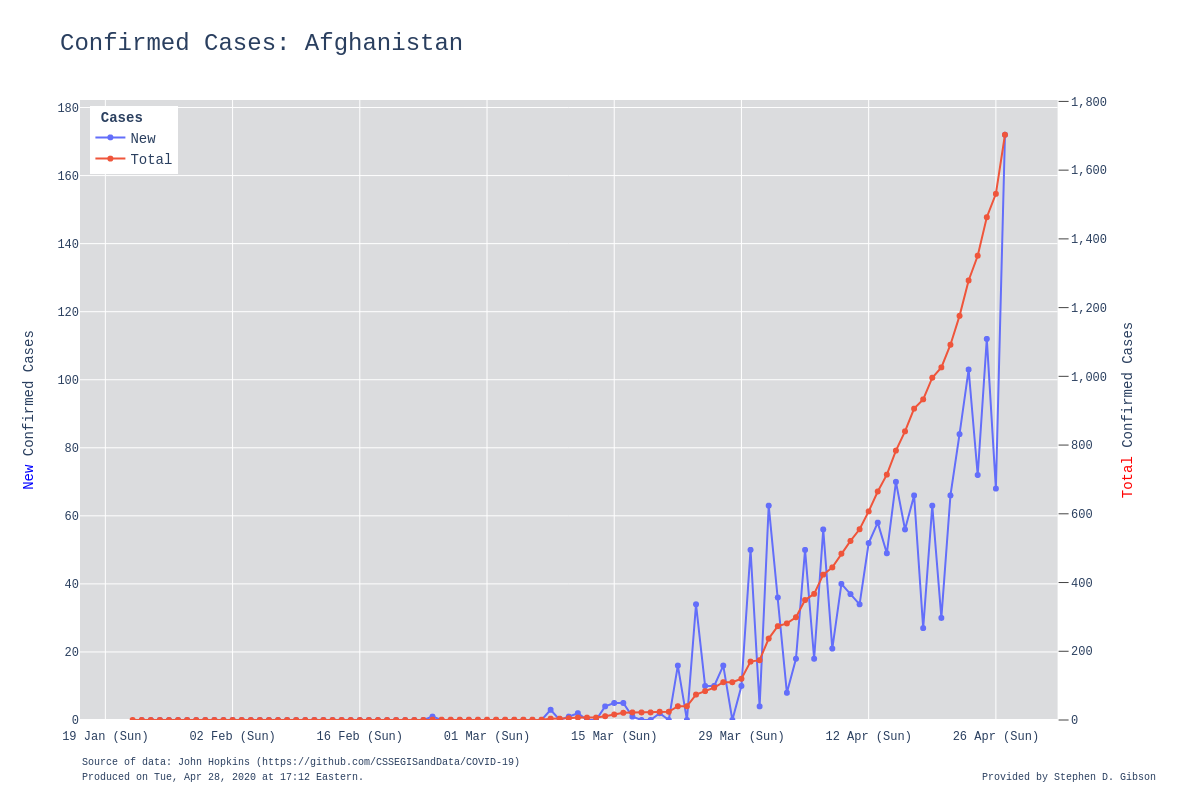 Confirmed Cases: Afghanistan
Cases
New
Total
180
160
140
120
100
80
60
40
20
0
1,800
1,600
1,400
1,200
1,000
800
600
400
200
0
New Confirmed Cases
Total Confirmed Cases
19 Jan (Sun) 02 Feb (Sun) 16 Feb (Sun) 01 Mar (Sun) 15 Mar (Sun) 29 Mar (Sun) 12 Apr (Sun) 26 Apr (Sun)
Source of data: John Hopkins (https://github.com/CSSEGISandData/COVID-19)
Produced on Tue, Apr 28, 2020 at 17:12 Eastern.
Provided by Stephen D. Gibson